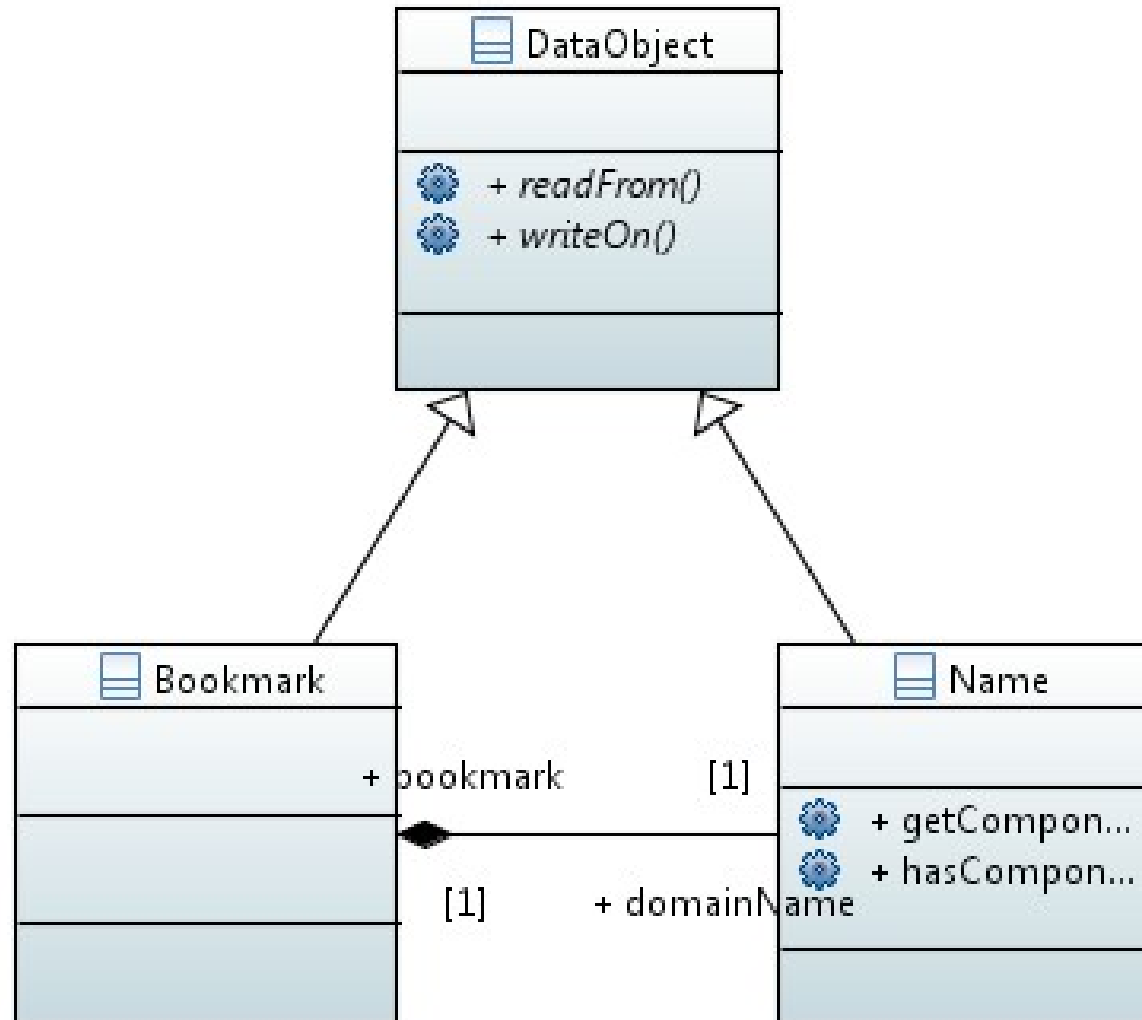 DataObject
+ readFrom()
+ writeOn()
Bookmark
Name
+ bookmark
[1]
+ getCompon...
+ hasCompon...
[1]
+ domainName